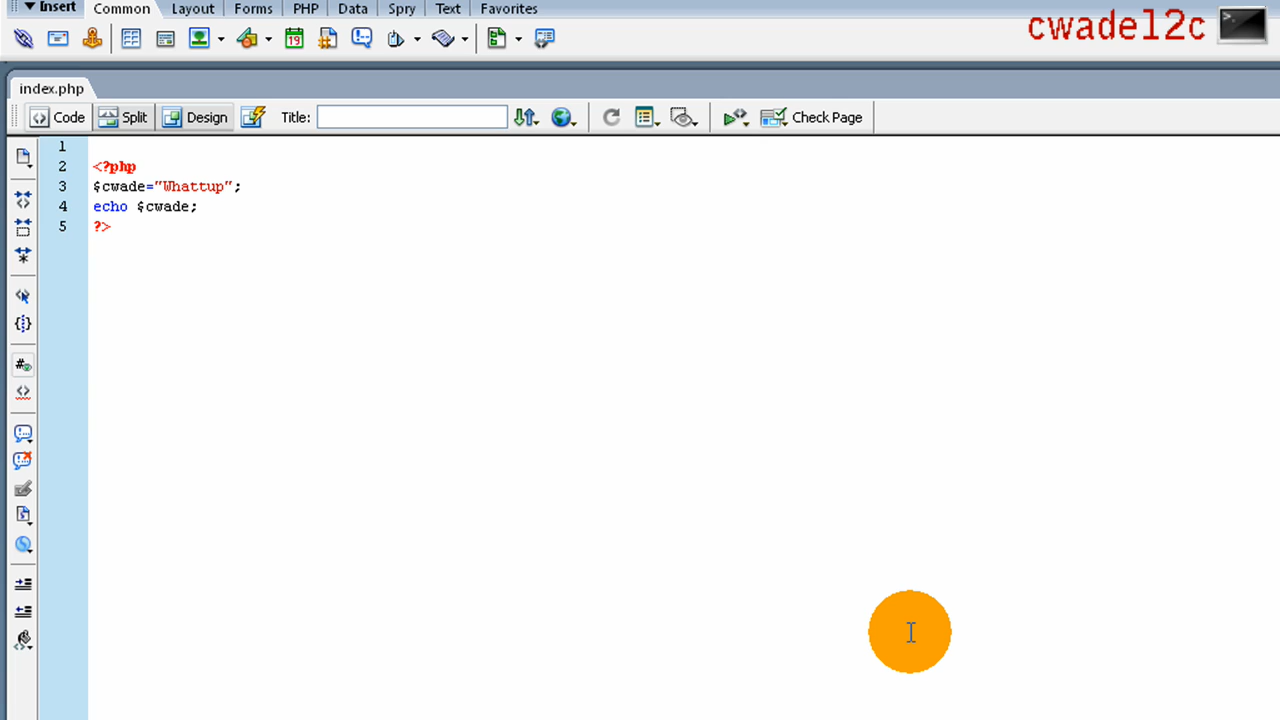 Insert Common Layout Forms PHP Data Spry Text Favorites
cwade12c
19
index.php
Code Split Design Title: Check Page
1
2 <?php
3 $cwade="Whattup";
4 echo $cwade;
5 ?>